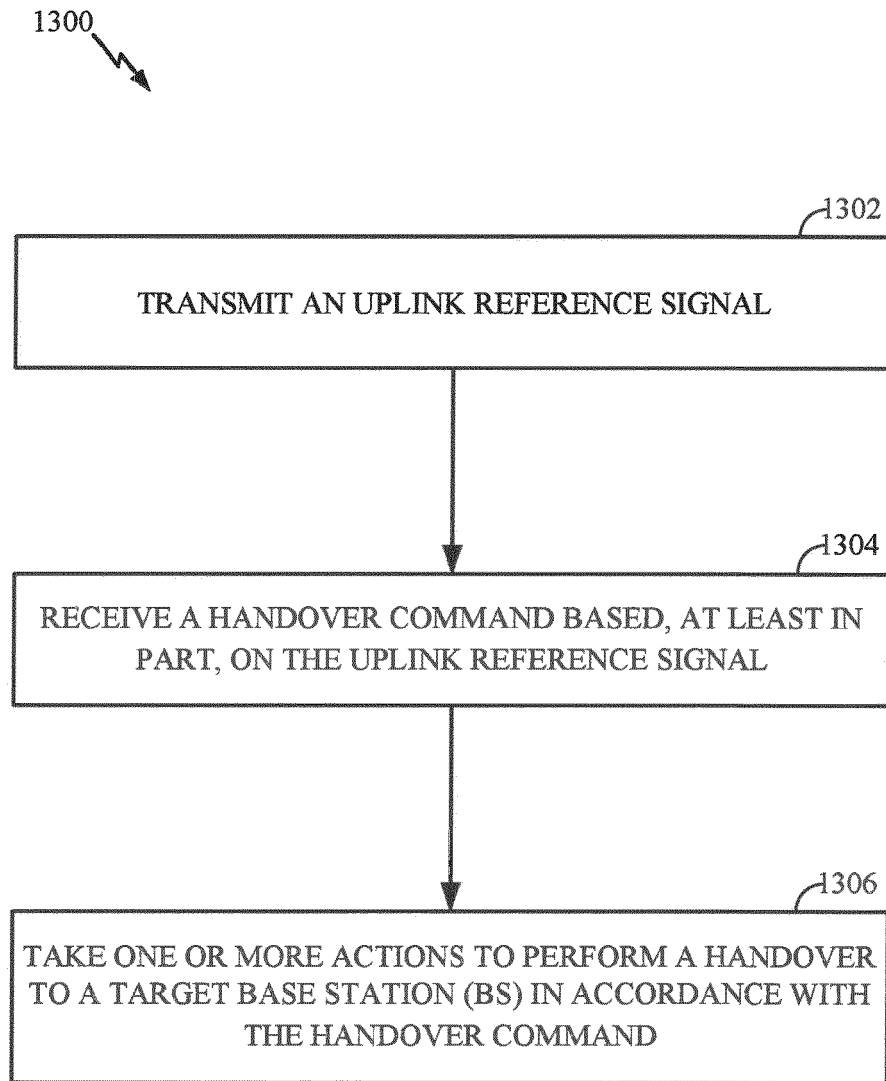 1300
1302
TRANSMIT AN UPLINK REFERENCE SIGNAL
1304
RECEIVE A HANDOVER COMMAND BASED, AT LEAST IN
PART, ON THE UPLINK REFERENCE SIGNAL
1306
TAKE ONE OR MORE ACTIONS TO PERFORM A HANDOVER
TO A TARGET BASE STATION (BS) IN ACCORDANCE WITH
THE HANDOVER COMMAND